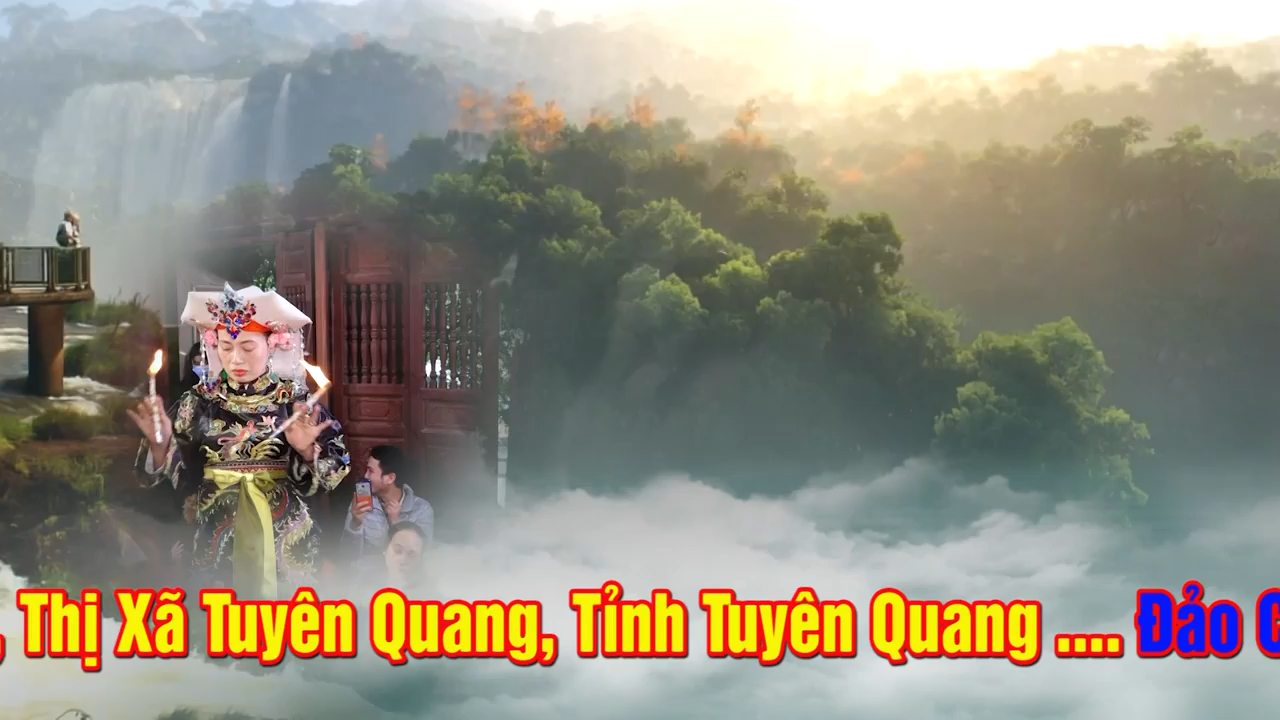 , Thị Xã Tuyên Quang, Tỉnh Tuyên Quang .... Đảo